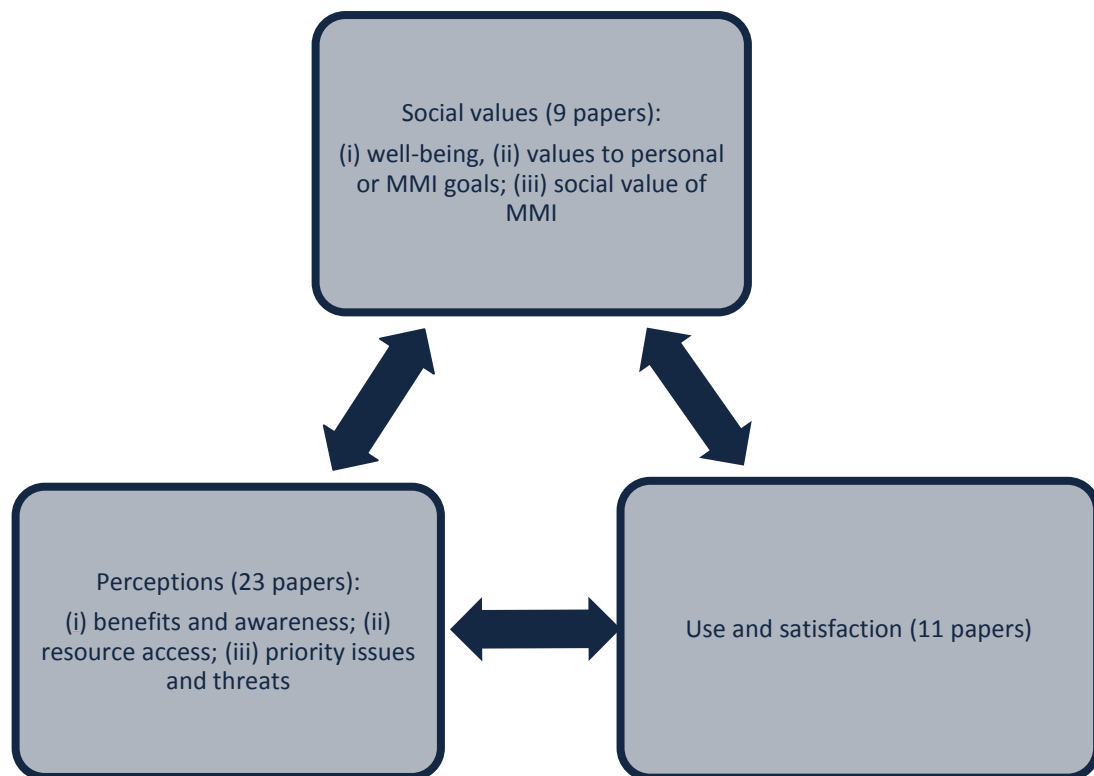 Social values (9 papers):
(i) well-being, (ii) values to personal
or MMI goals; (iii) social value of
MMI
Perceptions (23 papers):
(i) benefits and awareness; (ii)
resource access; (iii) priority issues
and threats
Use and satisfaction (11 papers)